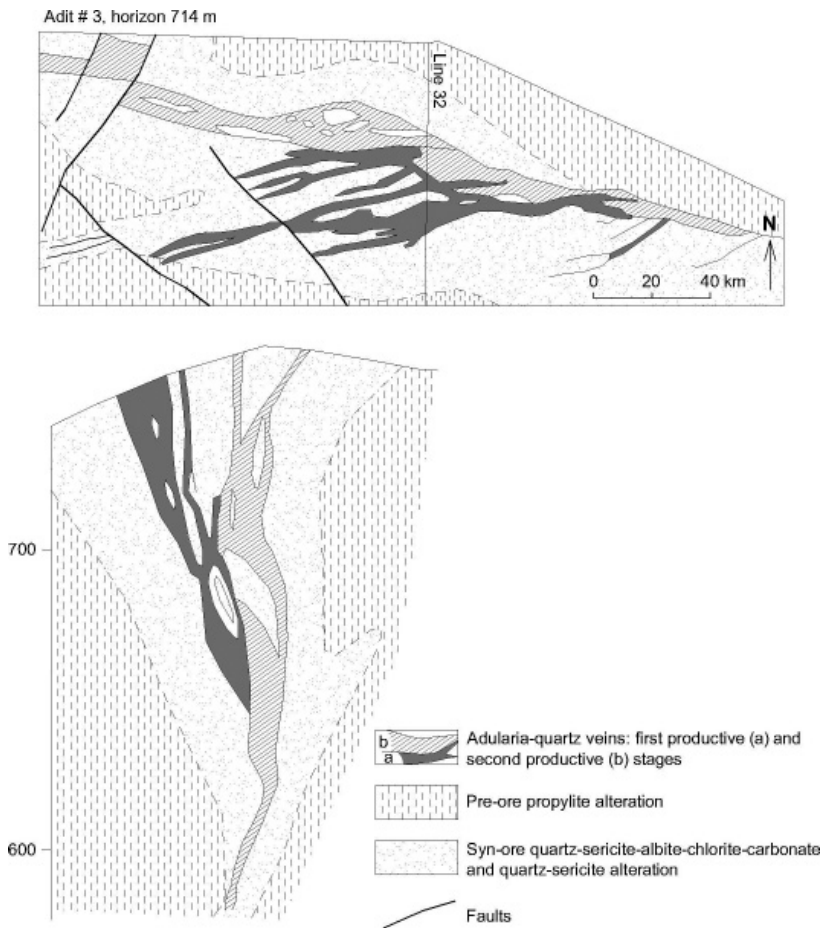 Adit # 3, horizon 714 m
Line 32
N
0 20 40 km
700
600
b
a
Adularia-quartz veins: first productive (a) and
second productive (b) stages
Pre-ore propylite alteration
Syn-ore quartz-sericite-albite-chlorite-carbonate
and quartz-sericite alteration
Faults